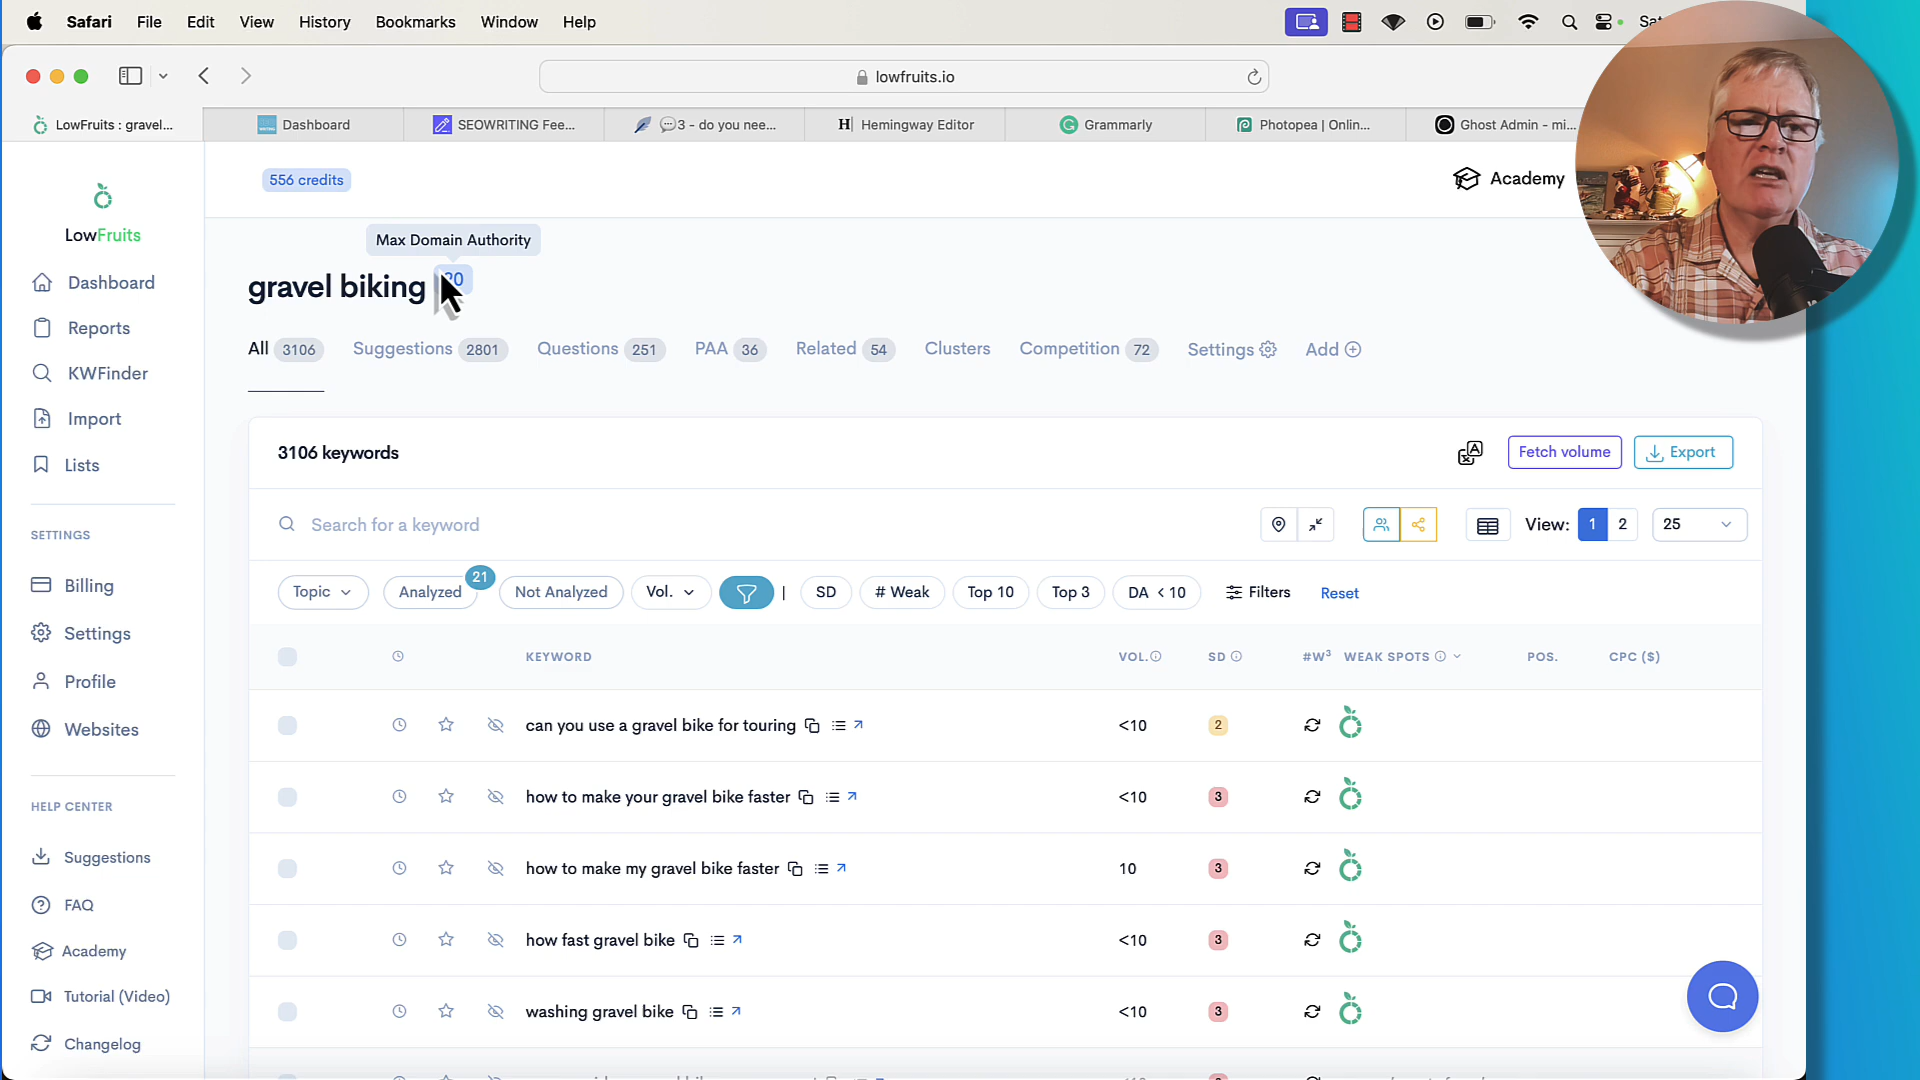 Safari File Edit View History Bookmarks Window Help
lowfruits.io
LowFruits : gravel... Dashboard SEOWRITING Fee... 3 - do you nee... Hemingway Editor Grammarly Photopea | Onlin... Ghost Admin - mi...
556 credits
Academy
LowFruits
Max Domain Authority
gravel biking
Dashboard
Reports
KWFinder
Import
Lists
SETTINGS
Billing
Settings
Profile
Websites
HELP CENTER
Suggestions
FAQ
Academy
Tutorial (Video)
Changelog
All 3106 Suggestions 2801 Questions 251 PAA 36 Related 54 Clusters Competition 72 Settings Add
3106 keywords
Fetch volume Export
Search for a keyword
View: 1 2 25
Topic Analyzed 21 Not Analyzed Vol. | SD # Weak Top 10 Top 3 DA < 10 Filters Reset
KEYWORD VOL. SD #W3 WEAK SPOTS POS. CPC ($)
can you use a gravel bike for touring <10 2
how to make your gravel bike faster <10 3
how to make my gravel bike faster 10 3
how fast gravel bike <10 3
washing gravel bike <10 3